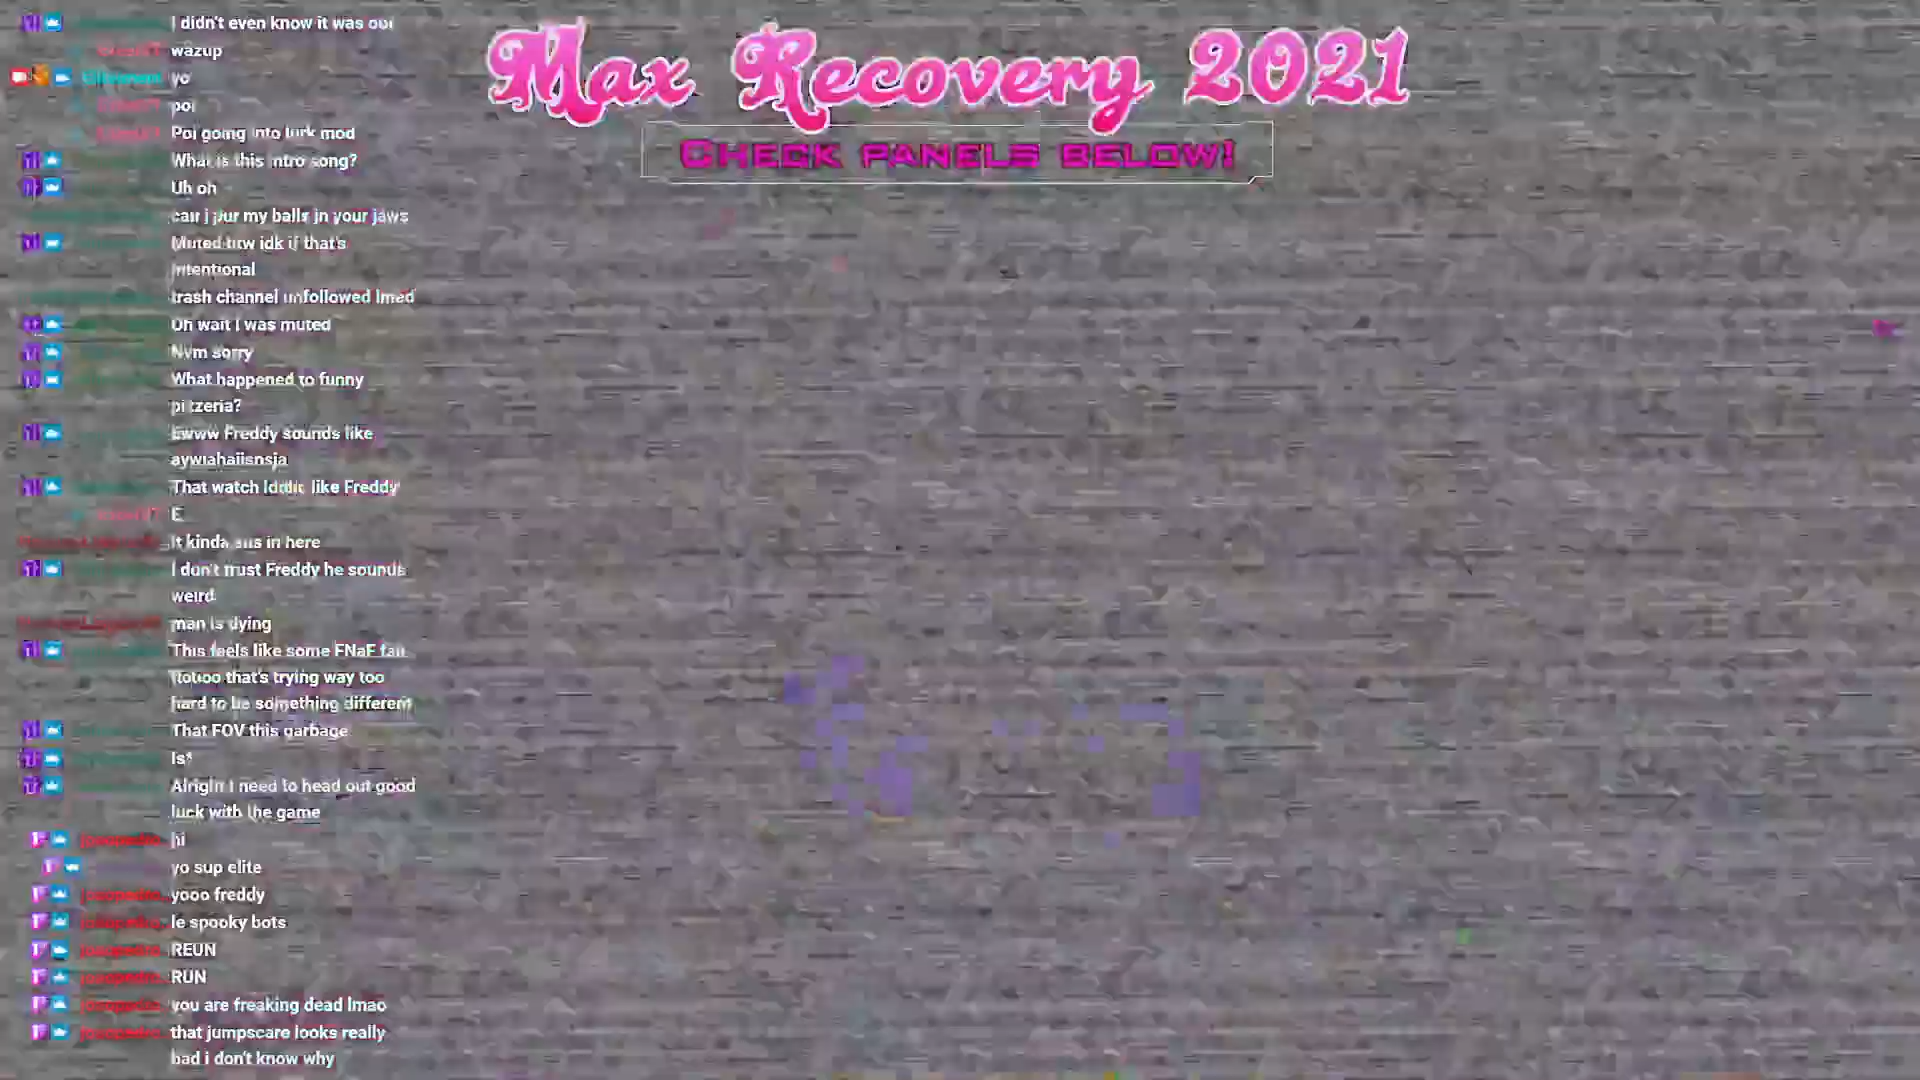 Max Recovery 2021
Check panels below!
I didn't even know it was out
wazup
yo
poi
Poi going into lurk mod
What is this intro song?
Uh oh
can i put my balls in your jaws
Muted btw idk if that's
intentional
trash channel unfollowed
Oh wait I was muted
Nvm sorry
What happened to funny
pizzeria?
Ewww Freddy sounds like
That watch looks like Freddy
E
It kinda sus in here
I don't trust Freddy he sounds
weird
man is dying
This feels like some FNaF fan
that's trying way too
hard to be something different
That FOV this garbage
Is*
Alright I need to head out good
luck with the game
hi
yo sup elite
yooo freddy
le spooky bots
REUN
RUN
you are freaking dead lmao
that jumpscare looks really
bad i don't know why